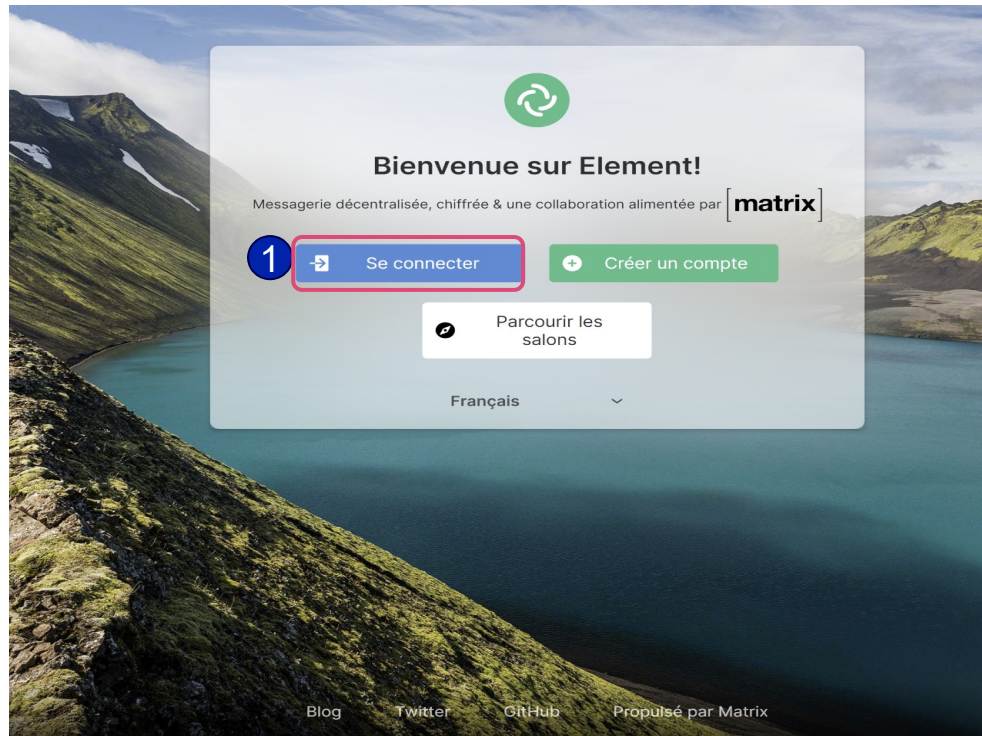 Bienvenue sur Element!
Messagerie décentralisée, chiffrée & une collaboration alimentée par [matrix]
1 Se connecter Créer un compte
Parcourir les
salons
Français
Blog Twitter GitHub Propulsé par Matrix